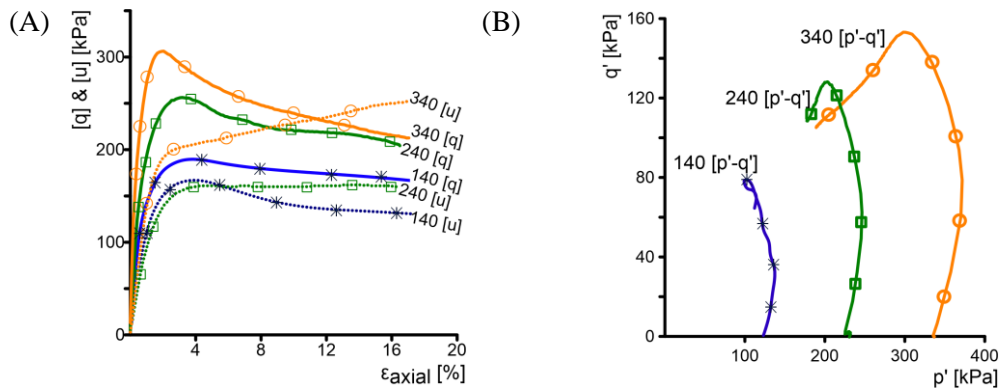 (A)
[q] & [u] [kPa]
300
200
100
0
4
8
12
16
20
εaxial [%]
340 [u]
340 [q]
240 [q]
140 [q]
240 [u]
140 [u]
(B)
q' [kPa]
160
120
80
40
0
100
200
300
400
p' [kPa]
340 [p'-q']
240 [p'-q']
140 [p'-q']